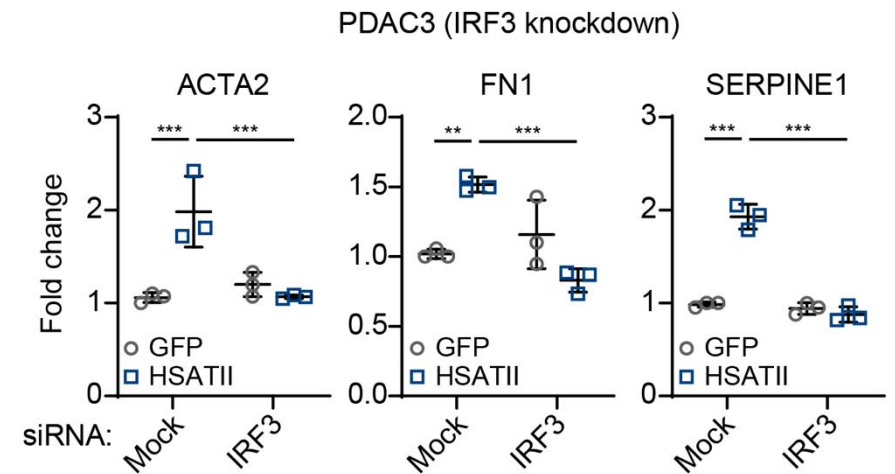 PDAC3 (IRF3 knockdown)
ACTA2
FN1
SERPINE1
Fold change
3
2
1
0
*** ***
GFP
HSATII
2.0
1.5
1.0
0.5
0.0
** ***
GFP
HSATII
3
2
1
0
*** ***
GFP
HSATII
siRNA:
Mock IRF3
Mock IRF3
Mock IRF3